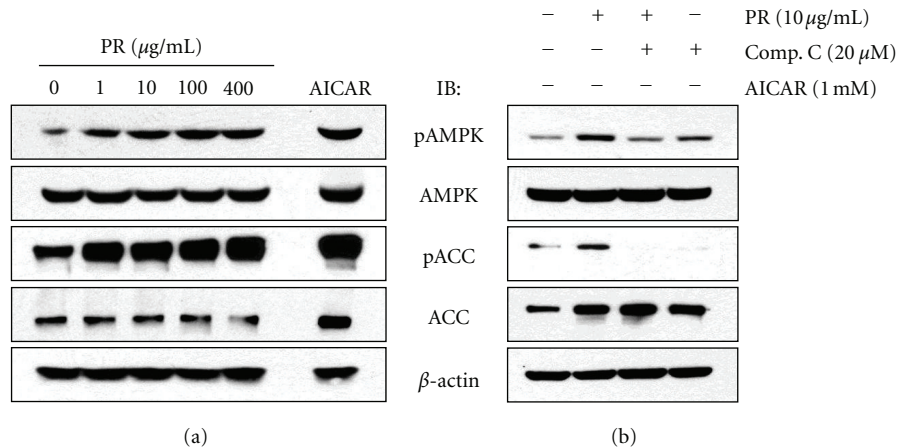 PR (μg/mL)
0 1 10 100 400 AICAR
IB:
pAMPK
AMPK
pACC
ACC
β-actin
(a)
− + + − PR (10 μg/mL)
− − + + Comp. C (20 μM)
− − − − AICAR (1 mM)
(b)